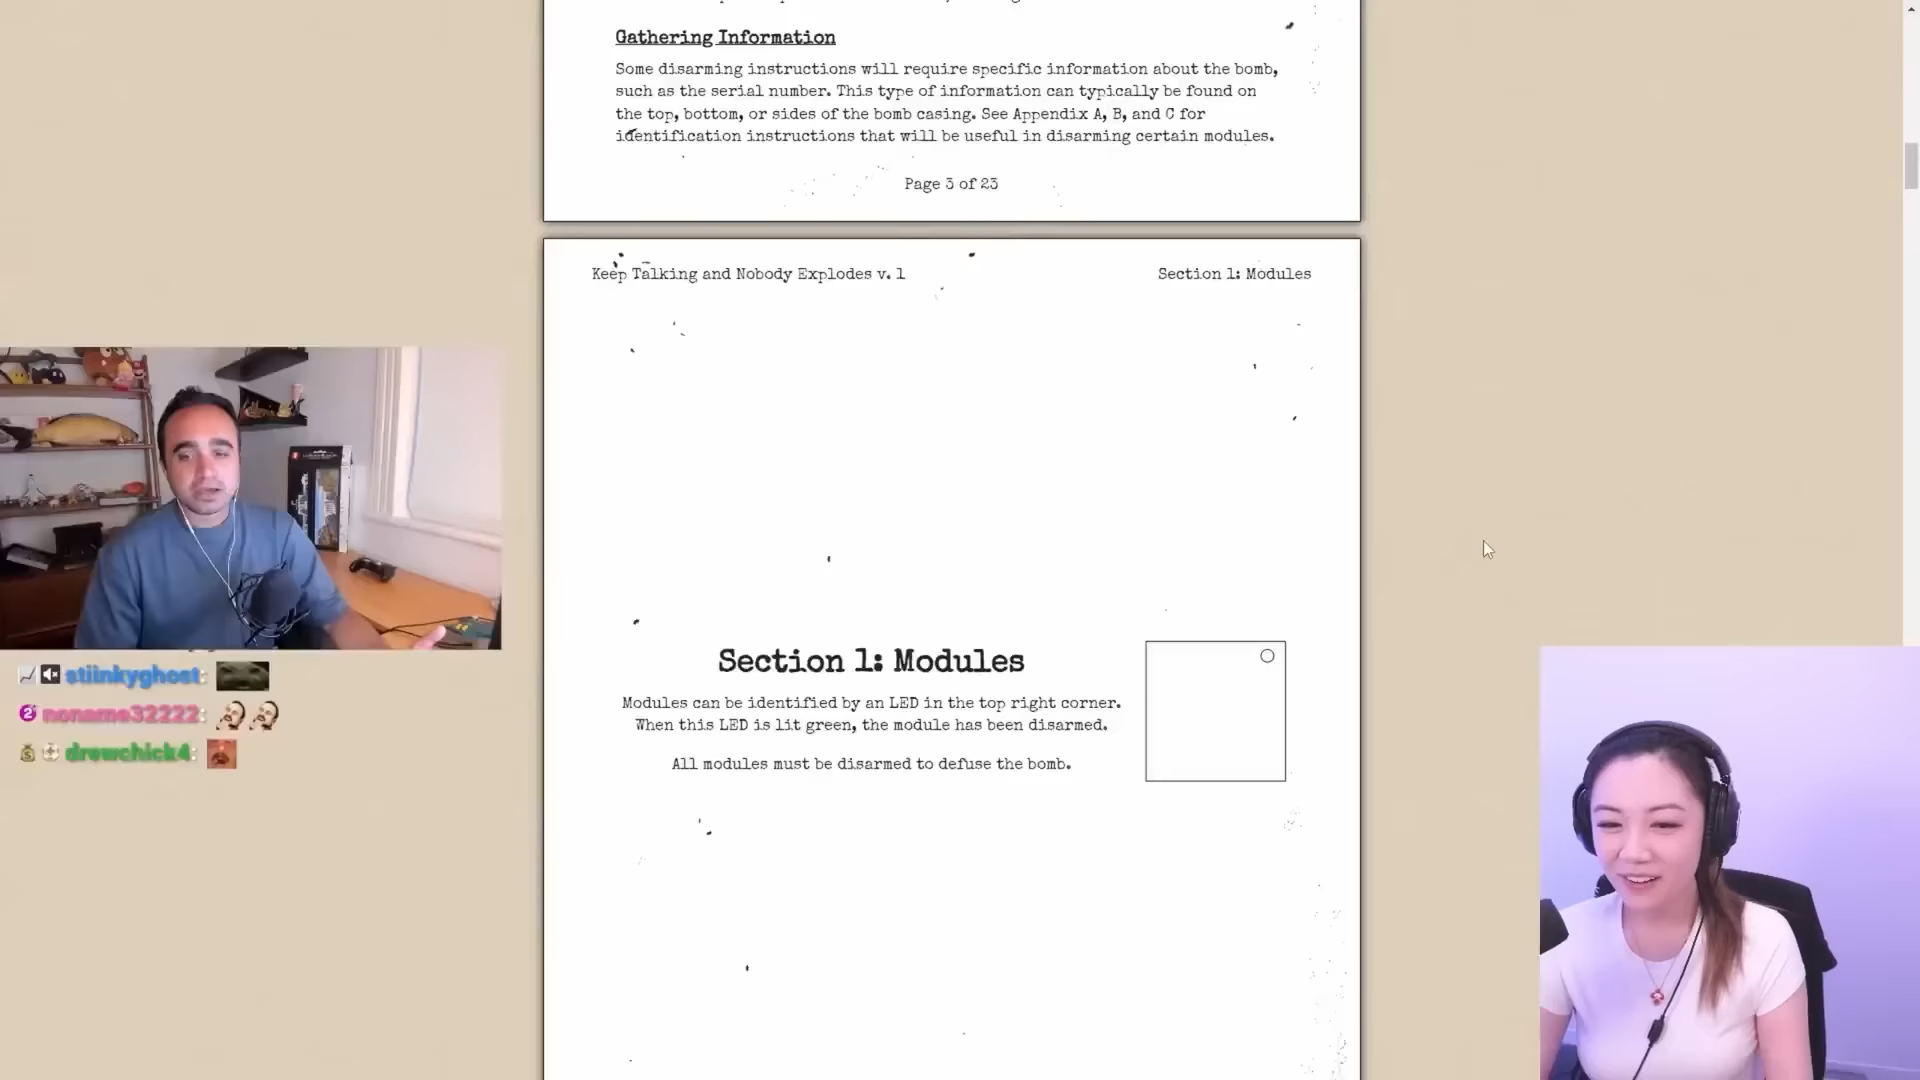 Gathering Information
Some disarming instructions will require specific information about the bomb,
such as the serial number. This type of information can typically be found on
the top, bottom, or sides of the bomb casing. See Appendix A, B, and C for
identification instructions that will be useful in disarming certain modules.
Page 3 of 23
Keep Talking and Nobody Explodes v. 1
Section 1: Modules
Section 1: Modules
Modules can be identified by an LED in the top right corner.
When this LED is lit green, the module has been disarmed.
All modules must be disarmed to defuse the bomb.
stiinkyghost:
2 noname32222:
drewchick4: